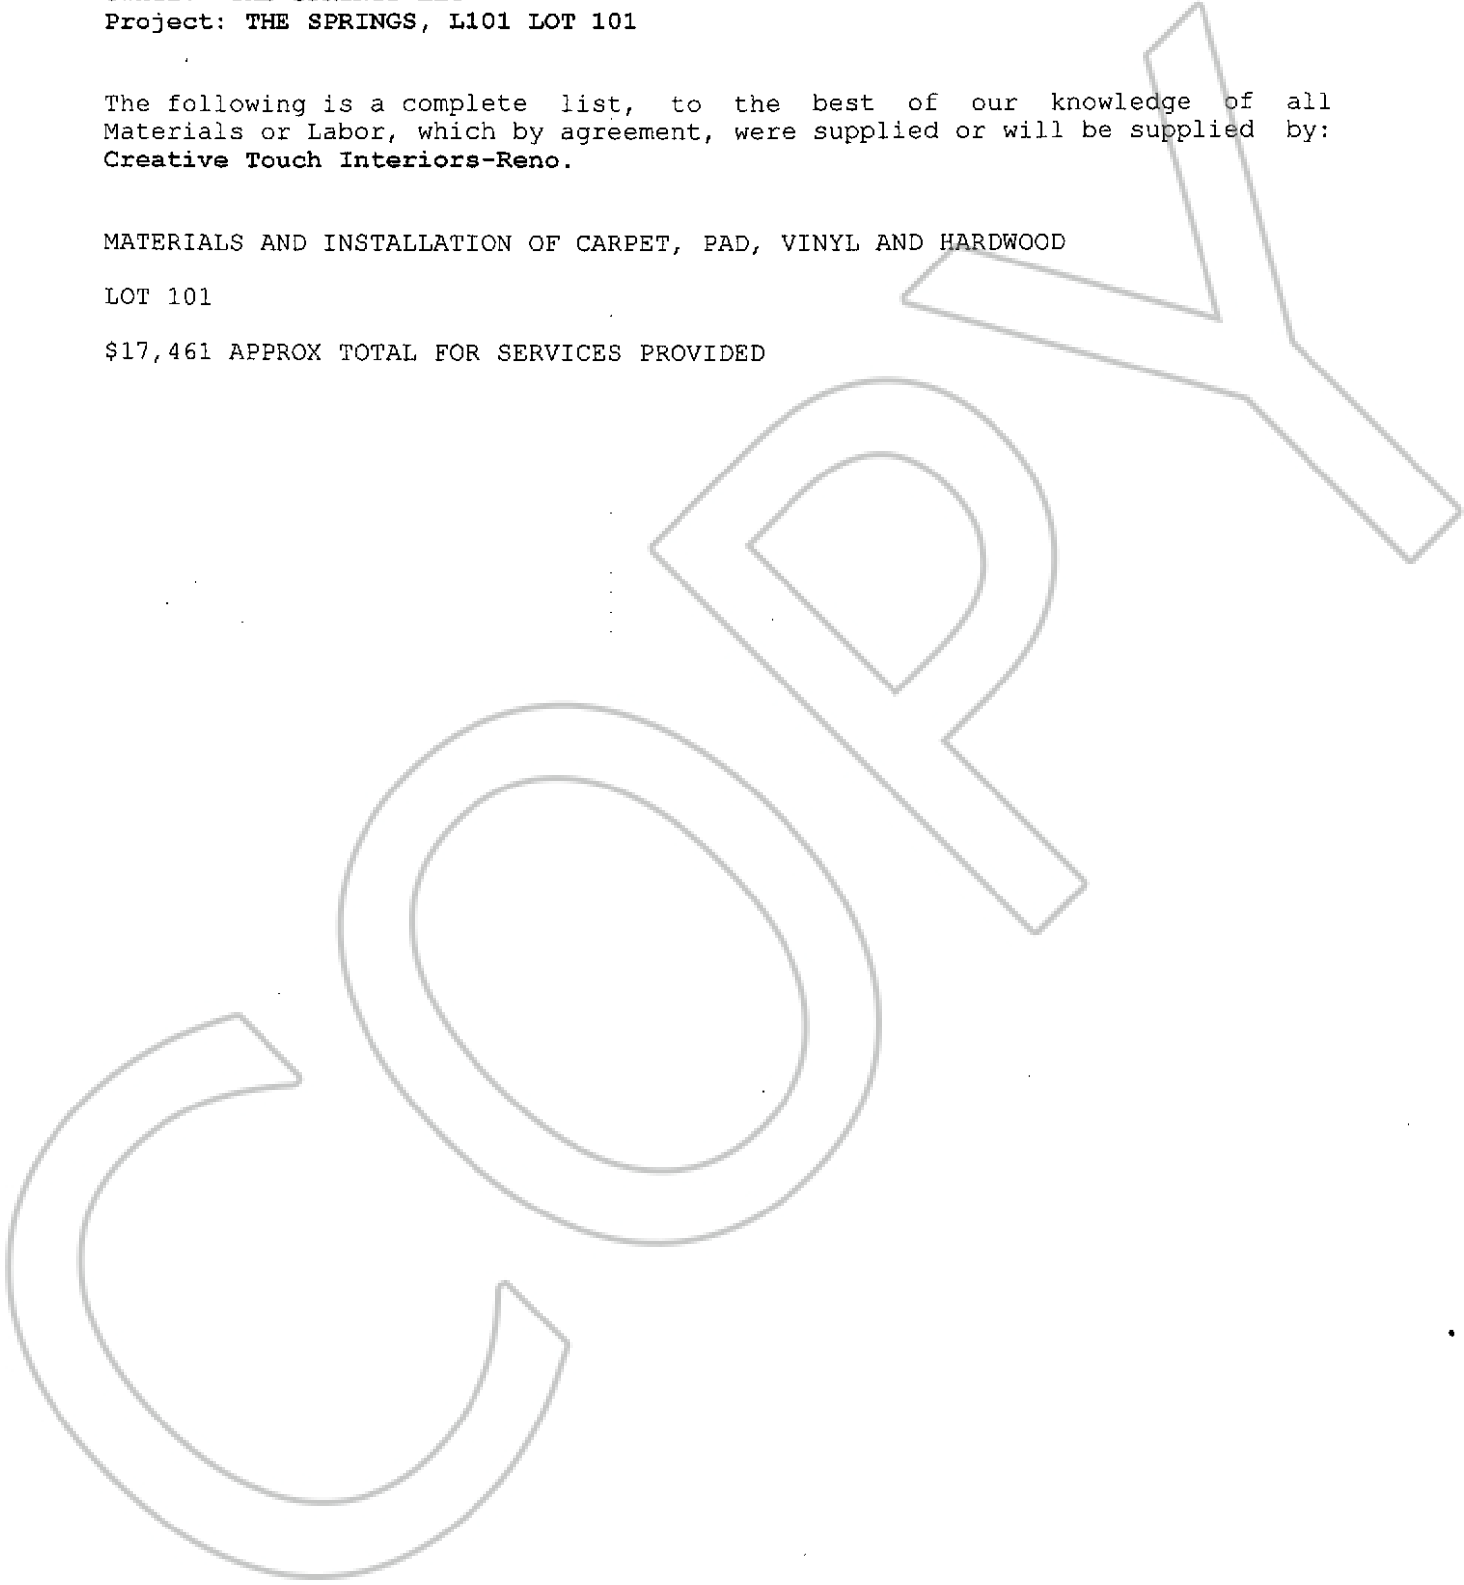 Project: THE SPRINGS, L101 LOT 101
The following is a complete list, to the best of our knowledge of all
Materials or Labor, which by agreement, were supplied or will be supplied by:
Creative Touch Interiors-Reno.
MATERIALS AND INSTALLATION OF CARPET, PAD, VINYL AND HARDWOOD
LOT 101
$17,461 APPROX TOTAL FOR SERVICES PROVIDED
COPY